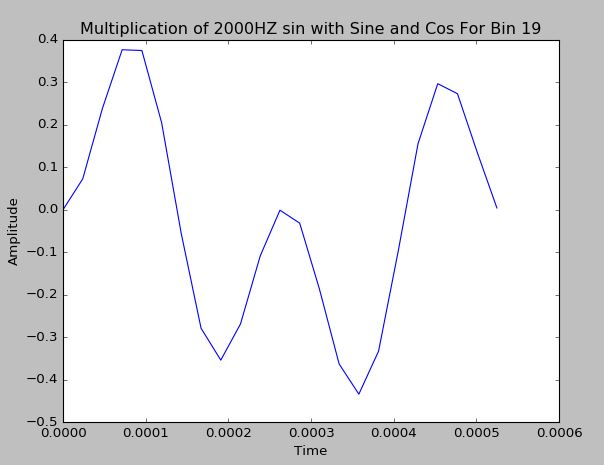 Multiplication of 2000HZ sin with Sine and Cos For Bin 19
0.4
0.3
0.2
0.1
0.0
−0.1
−0.2
−0.3
−0.4
−0.5
Amplitude
0.0000 0.0001 0.0002 0.0003 0.0004 0.0005 0.0006
Time